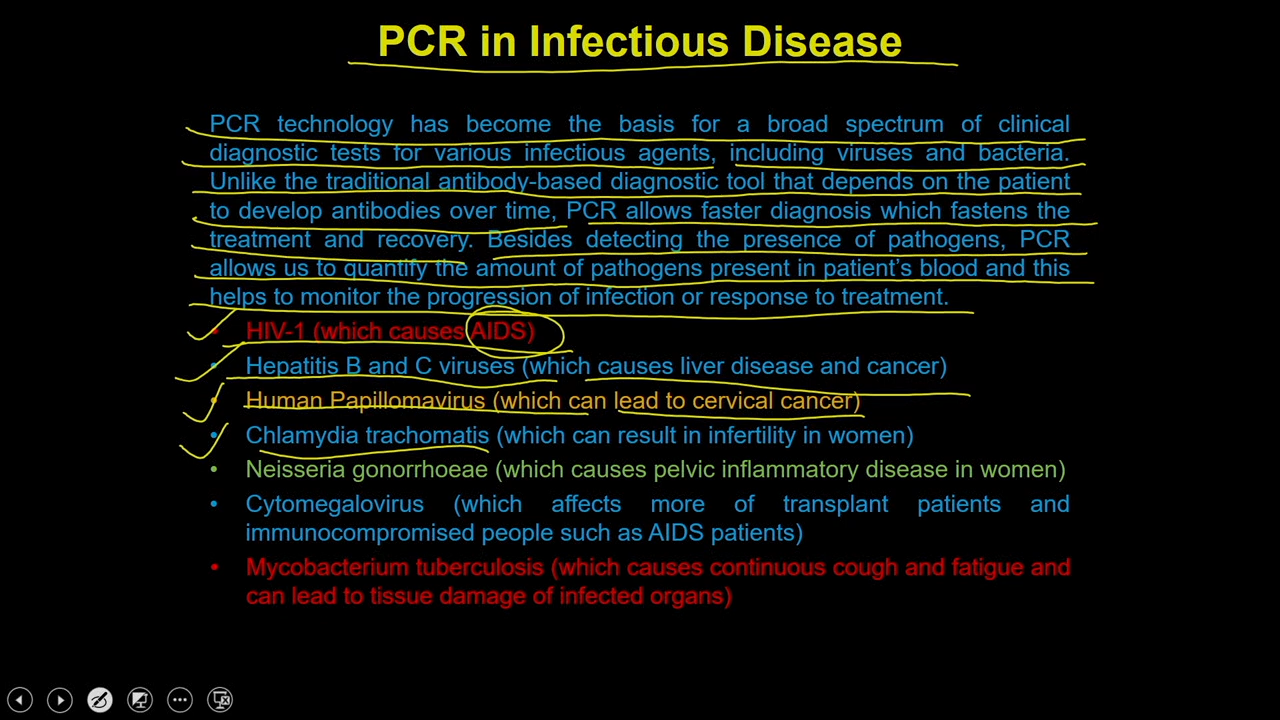 PCR in Infectious Disease
PCR technology has become the basis for a broad spectrum of clinical
diagnostic tests for various infectious agents, including viruses and bacteria.
Unlike the traditional antibody-based diagnostic tool that depends on the patient
to develop antibodies over time, PCR allows faster diagnosis which fastens the
treatment and recovery. Besides detecting the presence of pathogens, PCR
allows us to quantify the amount of pathogens present in patient's blood and this
helps to monitor the progression of infection or response to treatment.
• HIV-1 (which causes AIDS)
• Hepatitis B and C viruses (which causes liver disease and cancer)
• Human Papillomavirus (which can lead to cervical cancer)
• Chlamydia trachomatis (which can result in infertility in women)
• Neisseria gonorrhoeae (which causes pelvic inflammatory disease in women)
• Cytomegalovirus (which affects more of transplant patients and
immunocompromised people such as AIDS patients)
• Mycobacterium tuberculosis (which causes continuous cough and fatigue and
can lead to tissue damage of infected organs)